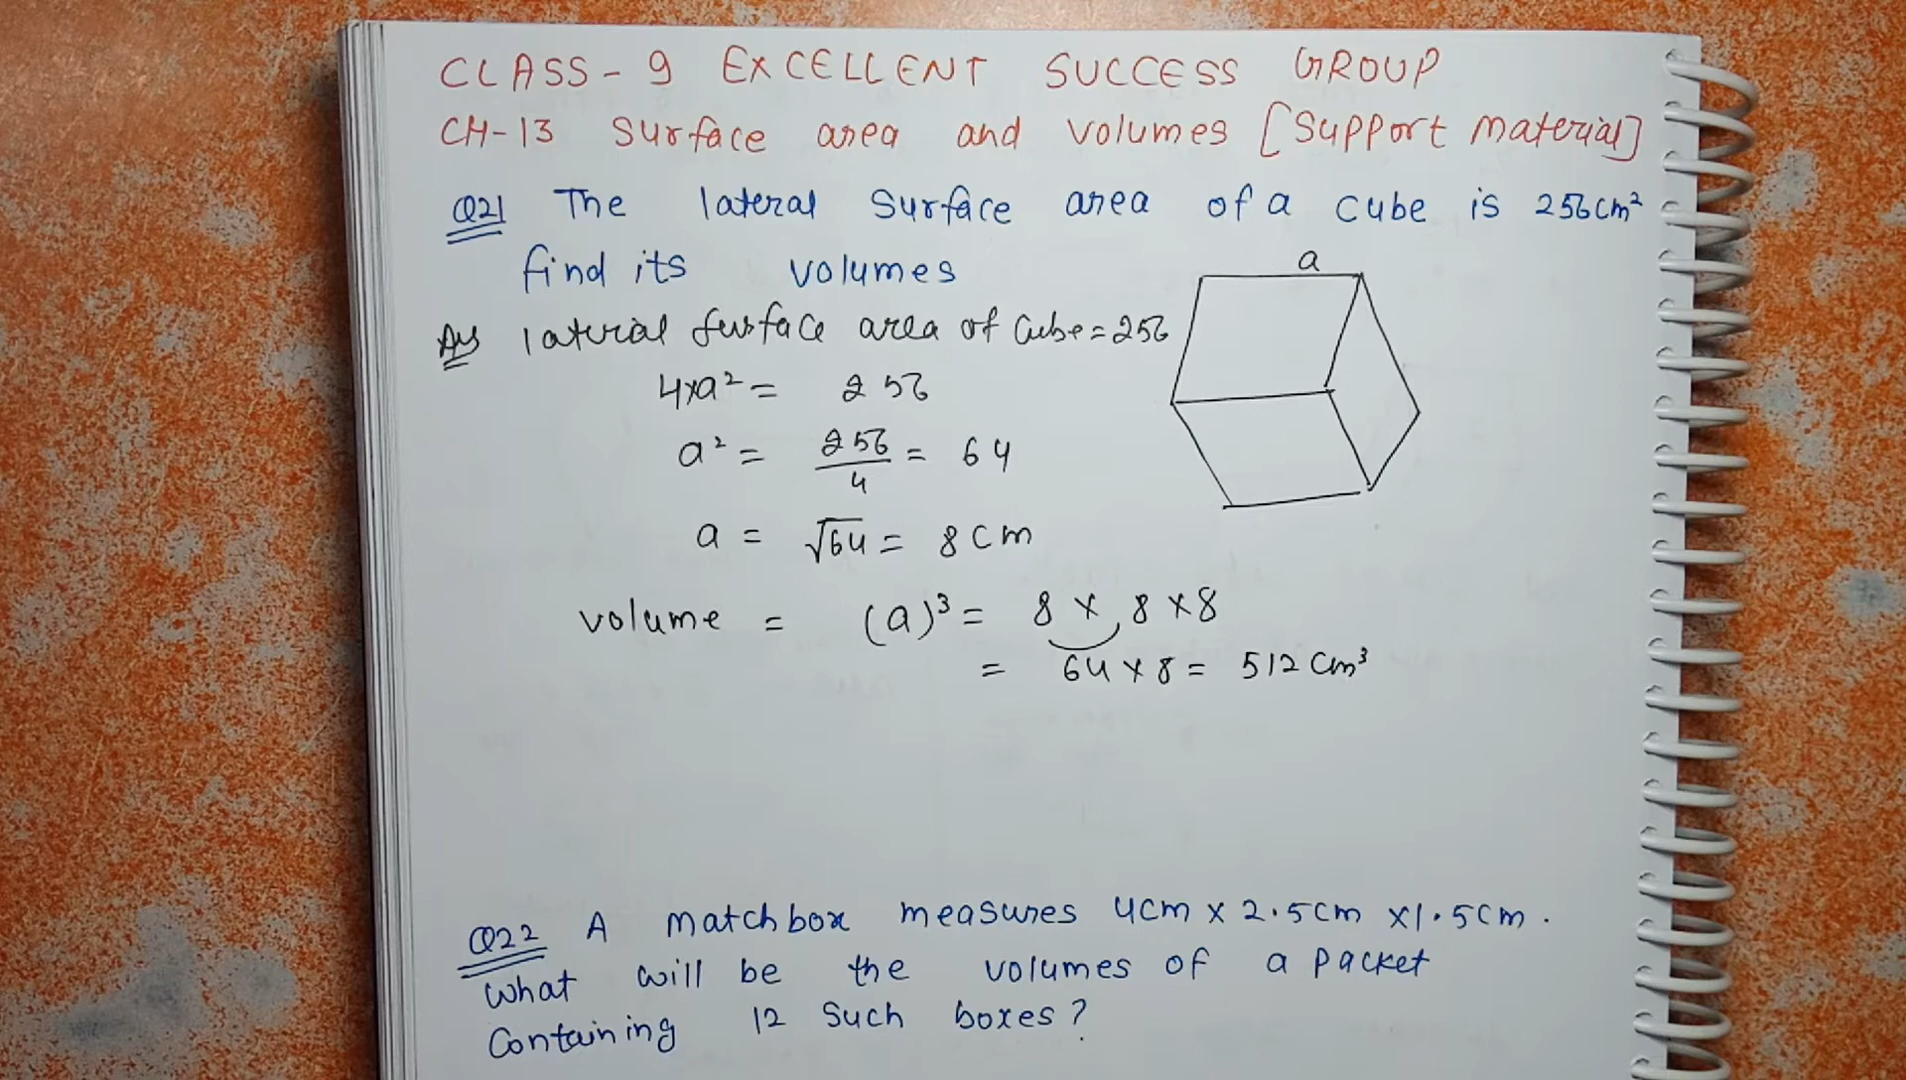 CLASS - 9 EXCELLENT SUCCESS GROUP
CH-13 Surface area and volumes [Support material]
Q21 The lateral surface area of a cube is 256cm²
find its volumes
a
Ans laterial surface area of Cube = 256
4×a² = 256
a² = 256/4 = 64
a = √64 = 8cm
volume = (a)³ = 8 × 8 × 8
= 64 × 8 = 512 cm³
Q22 A matchbox measures 4cm × 2.5cm × 1.5cm.
What will be the volumes of a packet
Containing 12 such boxes?